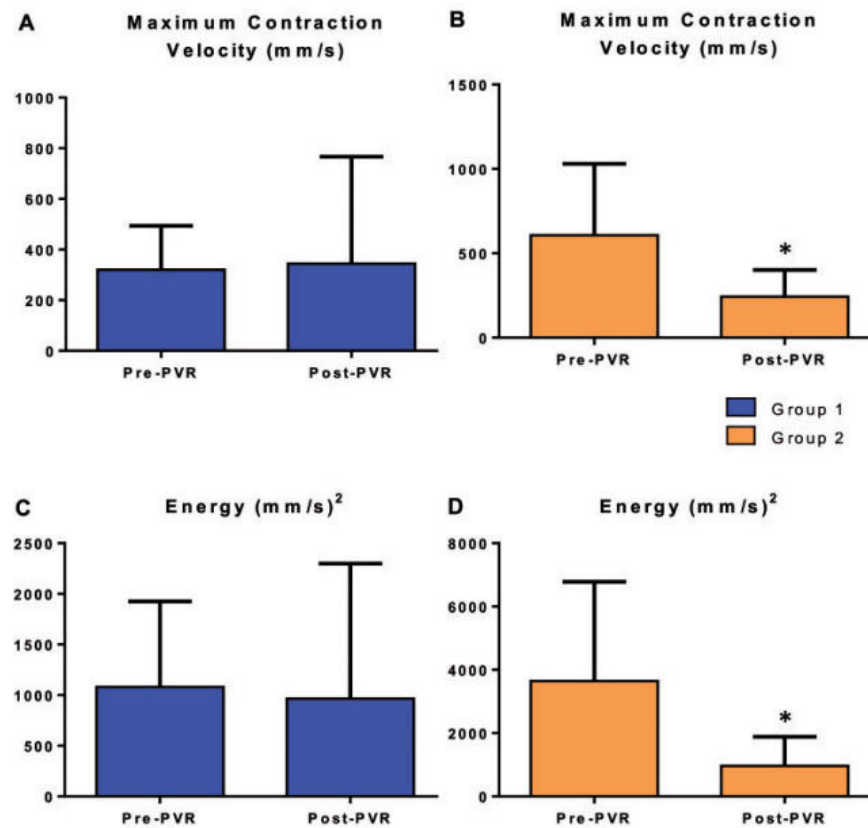 A
Maximum Contraction
Velocity (mm/s)
1000
800
600
400
200
0
Pre-PVR
Post-PVR
B
Maximum Contraction
Velocity (mm/s)
1500
1000
500
0
*
Pre-PVR
Post-PVR
Group 1
Group 2
C
Energy (mm/s)²
2500
2000
1500
1000
500
0
Pre-PVR
Post-PVR
D
Energy (mm/s)²
8000
6000
4000
2000
0
*
Pre-PVR
Post-PVR